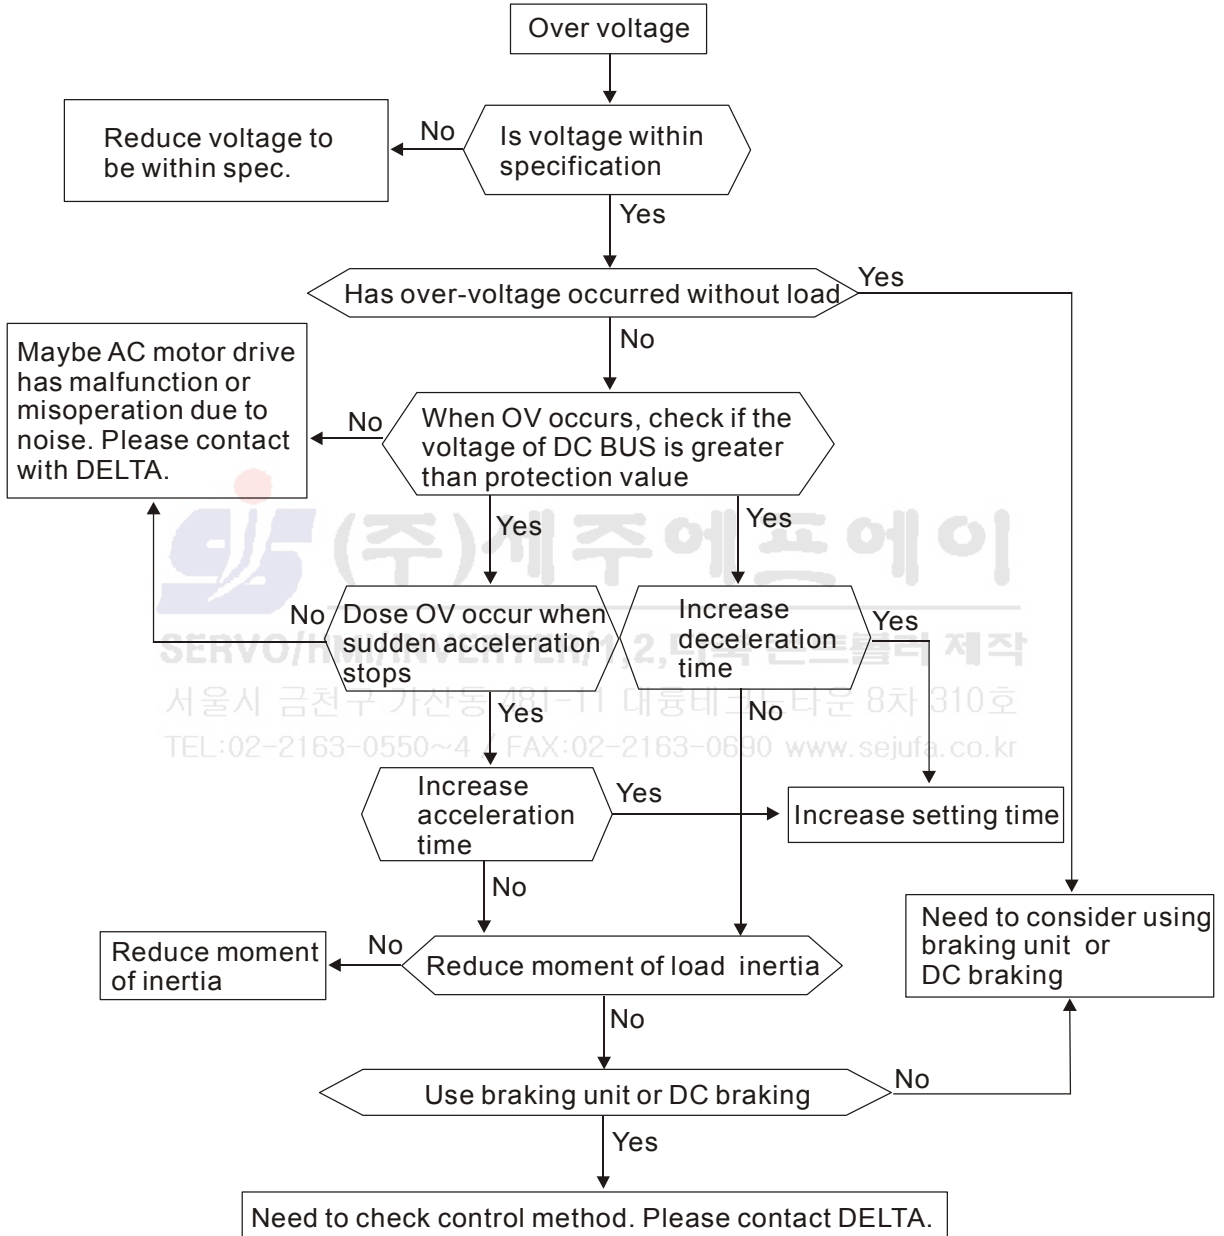 Over voltage
Reduce voltage to
be within spec.
No
Is voltage within
specification
Yes
Has over-voltage occurred without load
Yes
No
Maybe AC motor drive
has malfunction or
misoperation due to
noise. Please contact
with DELTA.
No
When OV occurs, check if the
voltage of DC BUS is greater
than protection value
Yes
Yes
(주)세주에프에이
No
Dose OV occur when
sudden acceleration
stops
Increase
deceleration
time
Yes
SERVO/HMI/INVERTER/1,2, 제작
서울시 금천구 가산동 481-11 대륭테크노타운 8차 310호
Yes
No
TEL:02-2163-0550~4 / FAX:02-2163-0690 www.sejufa.co.kr
Increase
acceleration
time
Yes
Increase setting time
No
Need to consider using
braking unit or
DC braking
Reduce moment
of inertia
No
Reduce moment of load inertia
No
Use braking unit or DC braking
No
Yes
Need to check control method. Please contact DELTA.